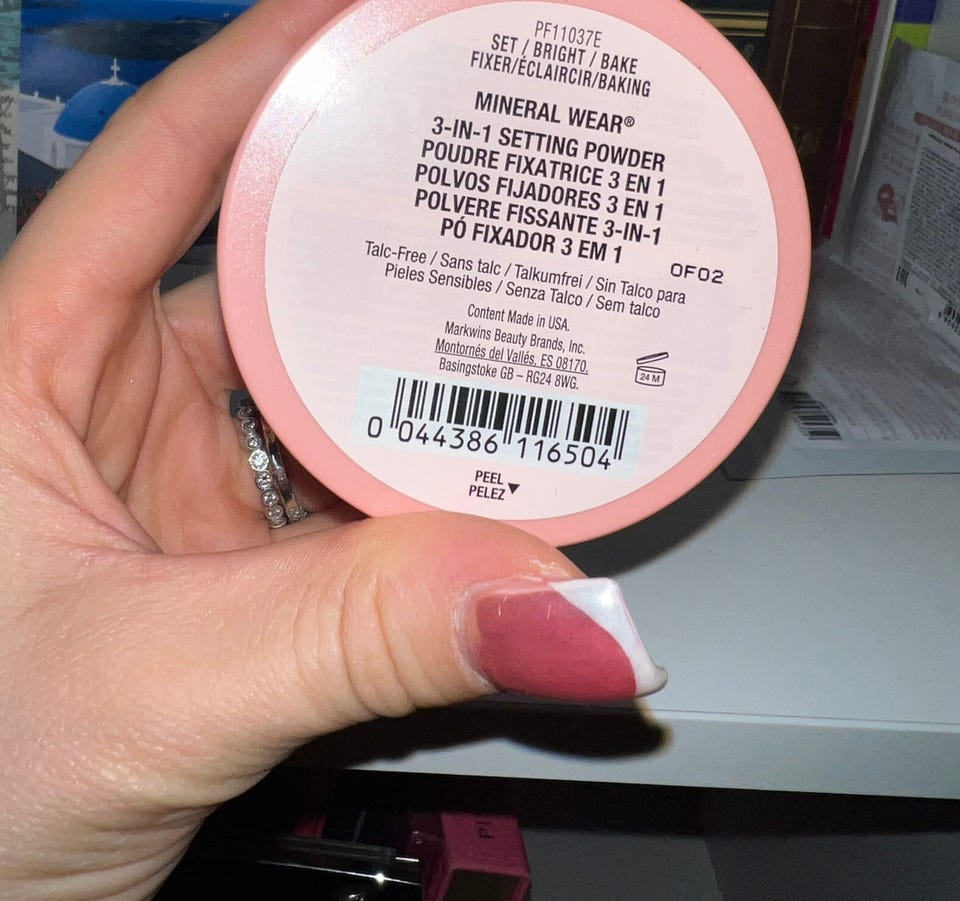 PF11037E
SET / BRIGHT / BAKE
FIXER/ÉCLAIRCIR/BAKING
MINERAL WEAR®
3-IN-1 SETTING POWDER
POUDRE FIXATRICE 3 EN 1
POLVOS FIJADORES 3 EN 1
POLVERE FISSANTE 3-IN-1
PÓ FIXADOR 3 EM 1
0F02
Talc-Free / Sans talc / Talkumfrei / Sin Talco para
Pieles Sensibles / Senza Talco / Sem talco
Content Made in USA.
Markwins Beauty Brands, Inc.
Montornés del Vallés, ES 08170.
Basingstoke GB – RG24 8WG.
24 M
0 044386 116504
PEEL
PELEZ